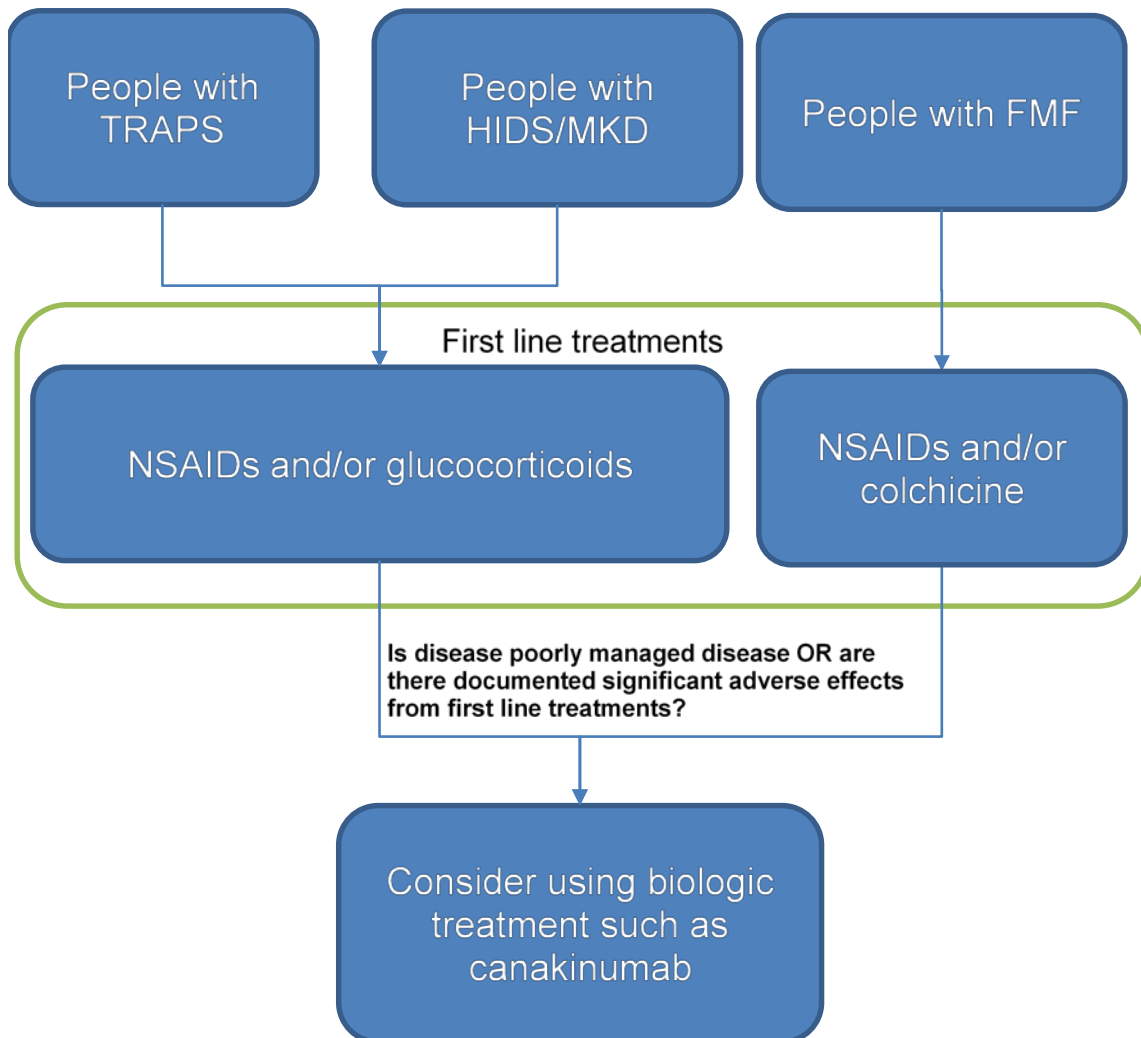 People with
TRAPS
People with
HIDS/MKD
People with FMF
First line treatments
NSAIDs and/or glucocorticoids
NSAIDs and/or
colchicine
Is disease poorly managed disease OR are
there documented significant adverse effects
from first line treatments?
Consider using biologic
treatment such as
canakinumab